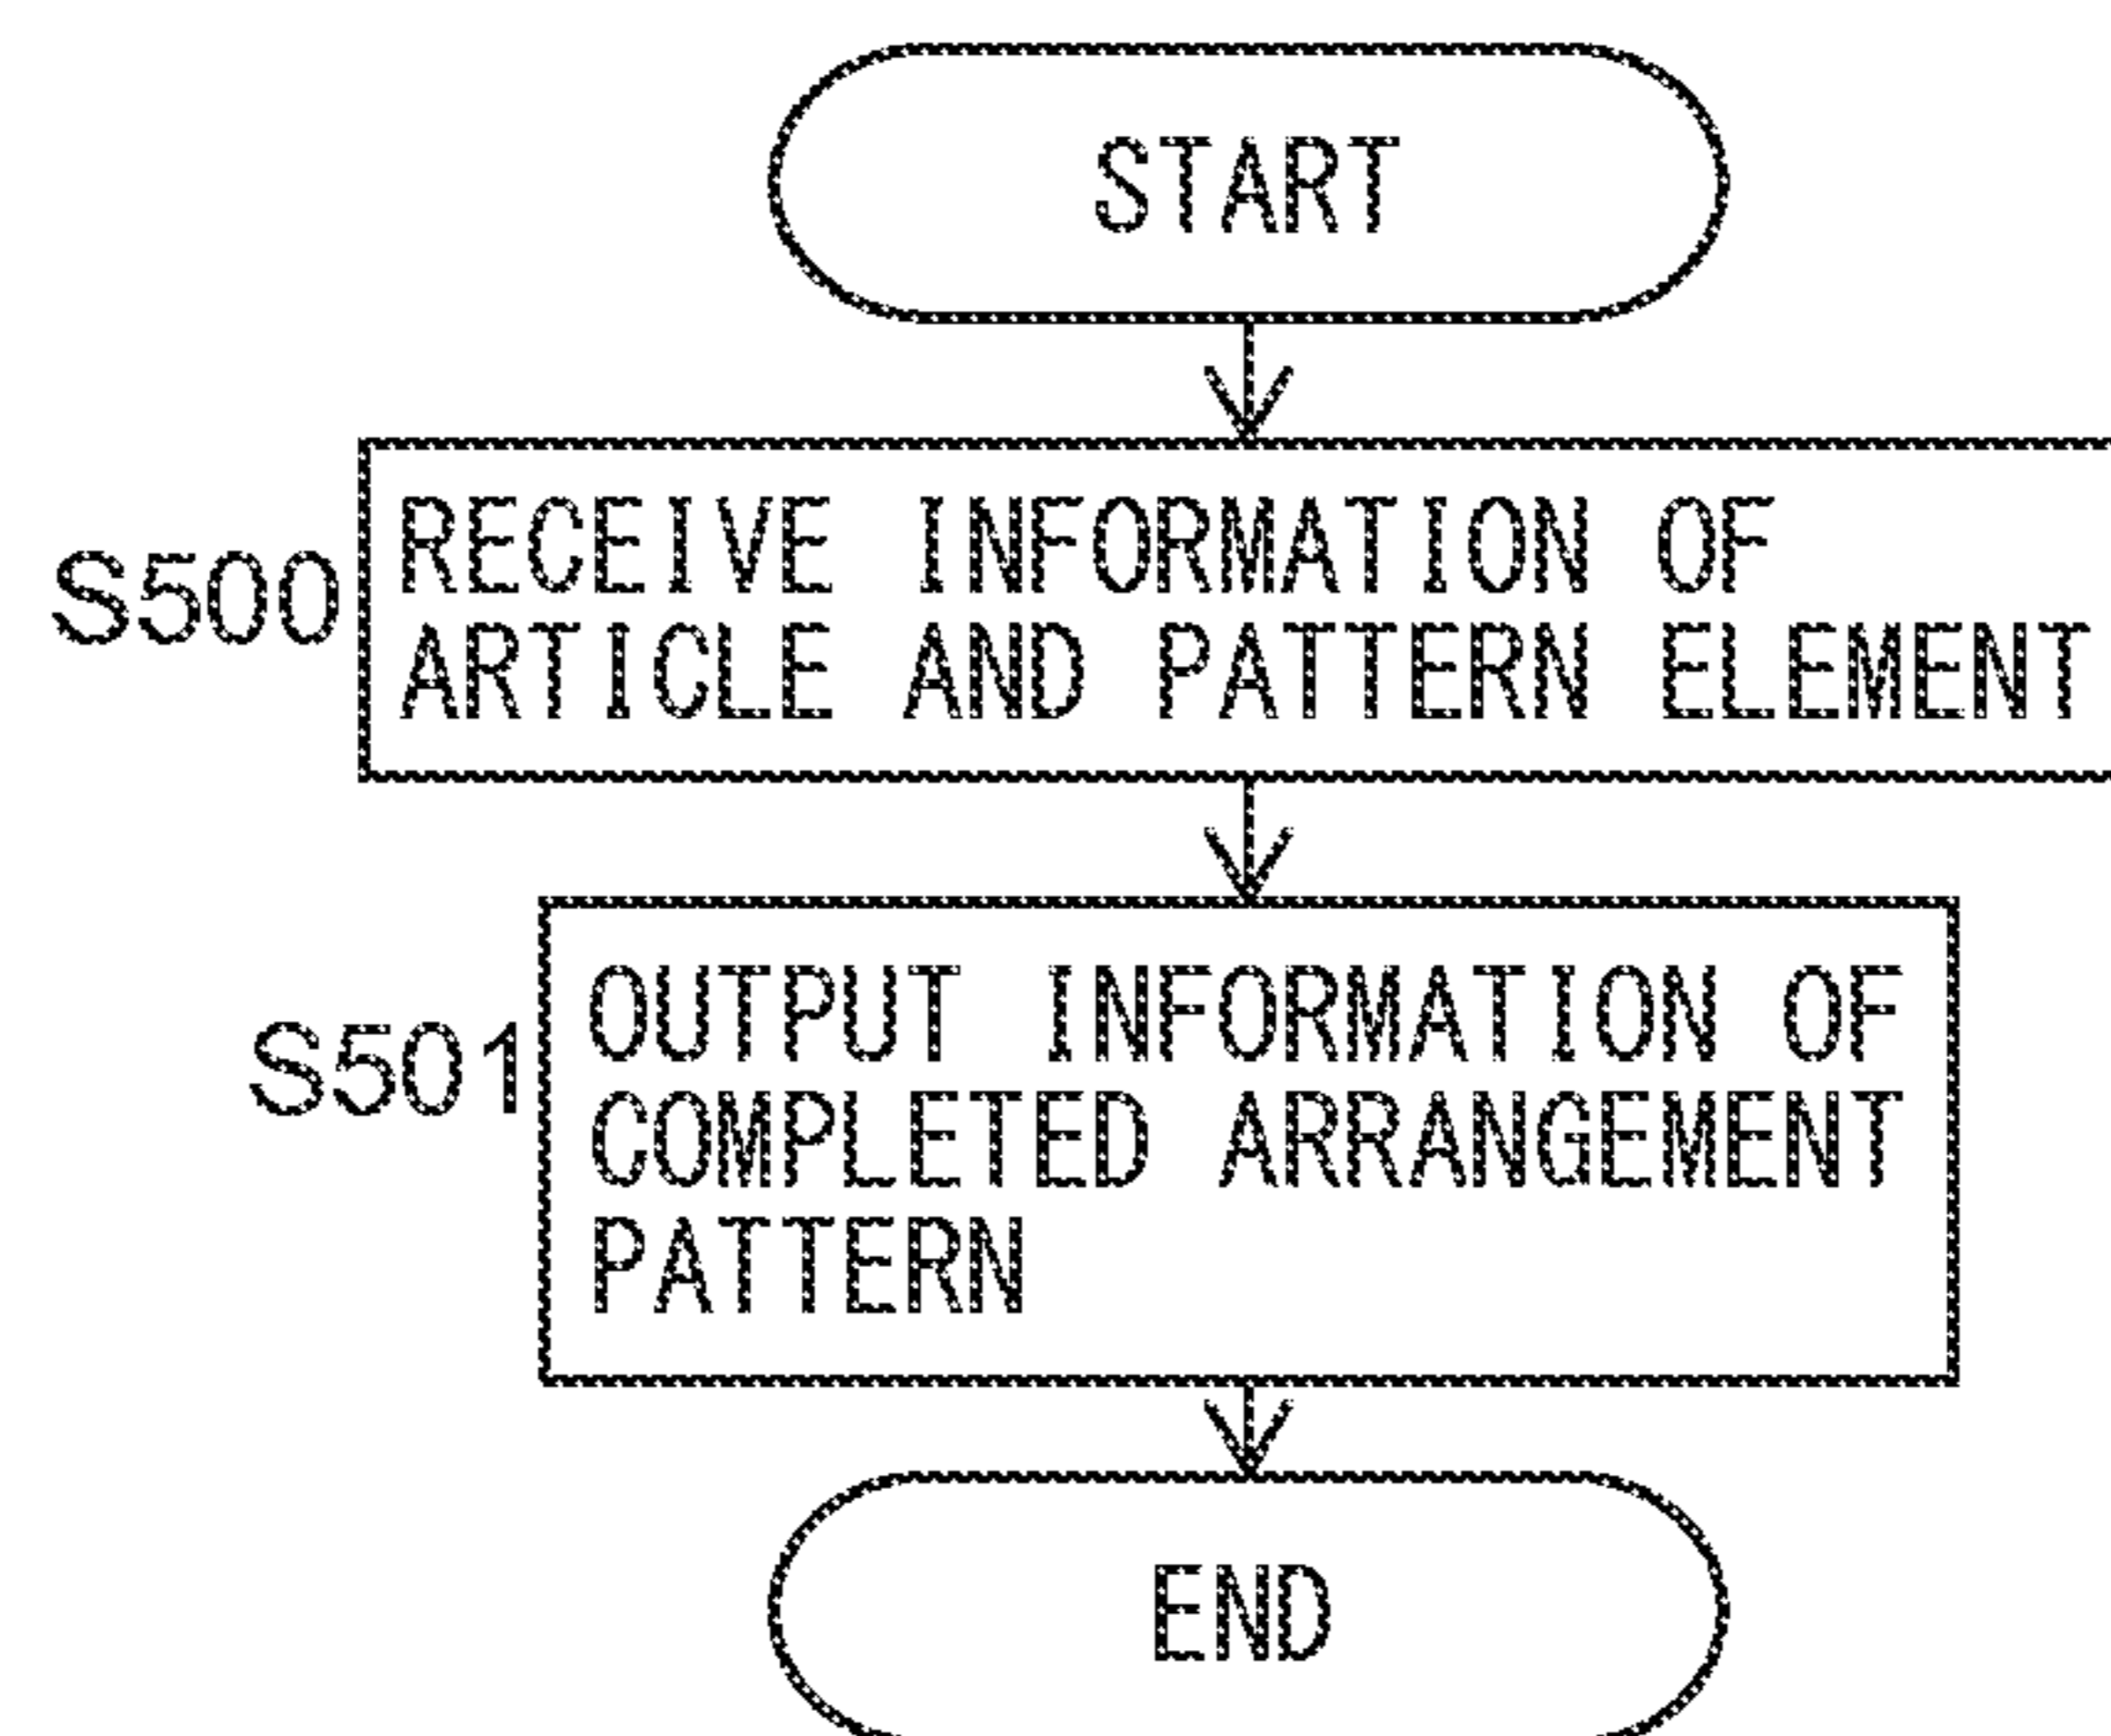 START
S500
RECEIVE INFORMATION OF
ARTICLE AND PATTERN ELEMENT
S501
OUTPUT INFORMATION OF
COMPLETED ARRANGEMENT
PATTERN
END